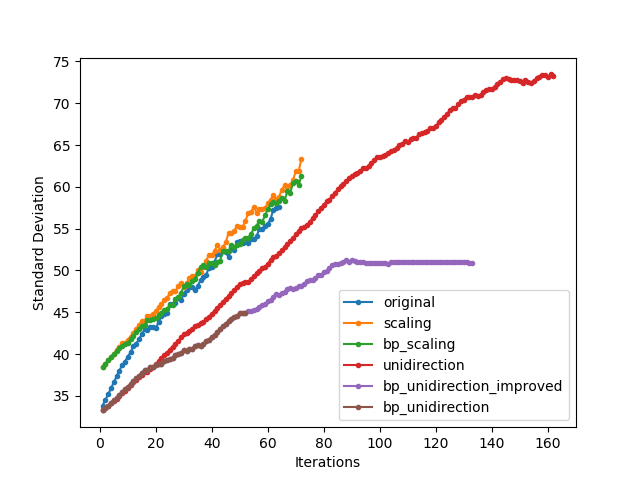 75
70
65
60
55
50
45
40
35
Standard Deviation
original
scaling
bp_scaling
unidirection
bp_unidirection_improved
bp_unidirection
0 20 40 60 80 100 120 140 160
Iterations